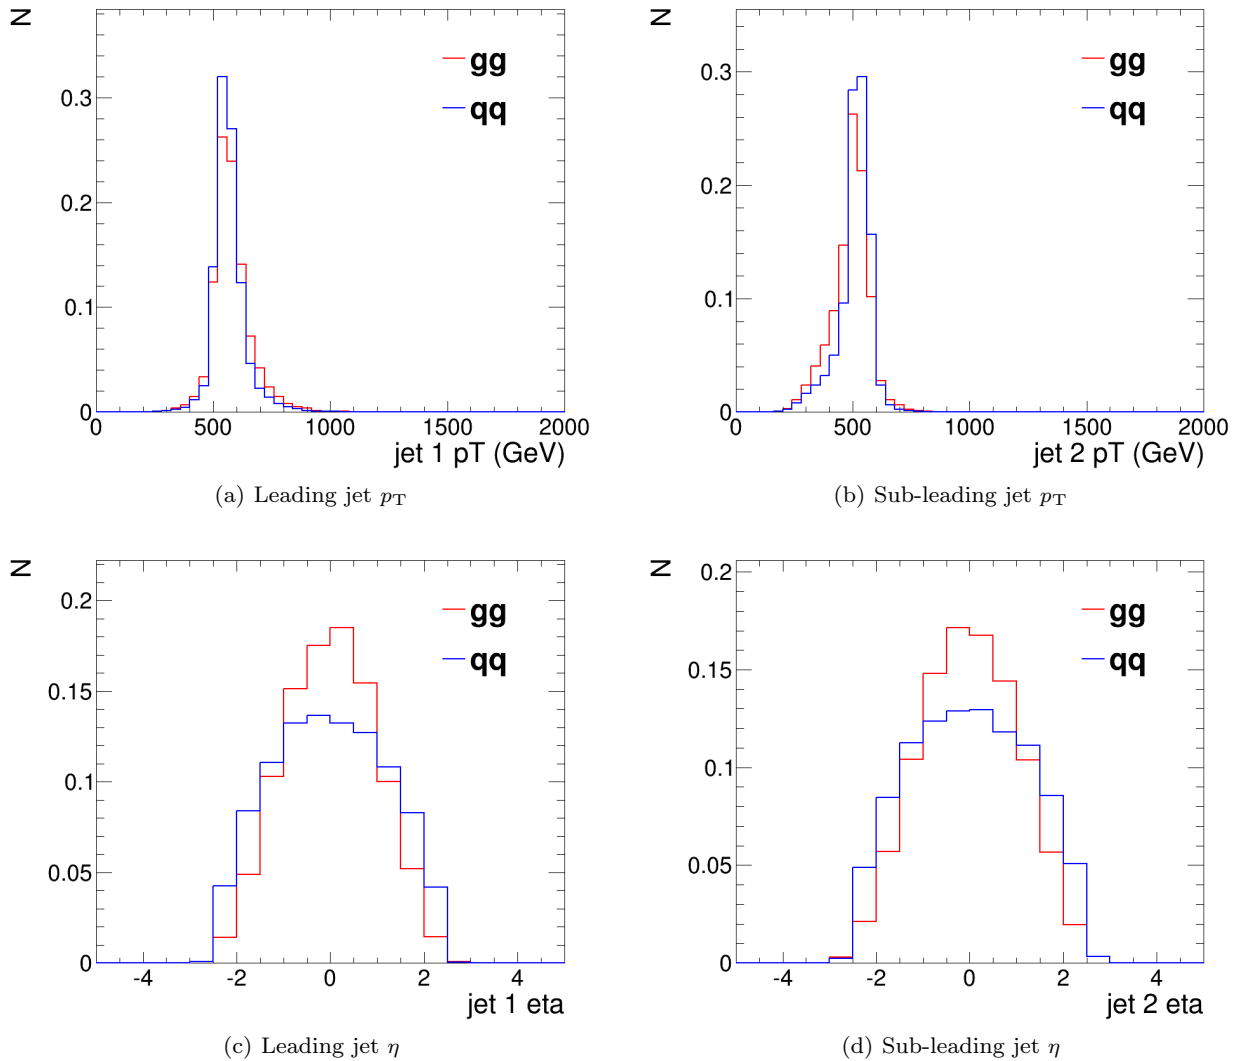 N
gg
qq
0.3
0.2
0.1
0
0 500 1000 1500 2000
jet 1 pT (GeV)
(a) Leading jet pT
N
gg
qq
0.3
0.2
0.1
0
0 500 1000 1500 2000
jet 2 pT (GeV)
(b) Sub-leading jet pT
N
gg
qq
0.2
0.15
0.1
0.05
0
-4 -2 0 2 4
jet 1 eta
(c) Leading jet η
N
gg
qq
0.2
0.15
0.1
0.05
0
-4 -2 0 2 4
jet 2 eta
(d) Sub-leading jet η